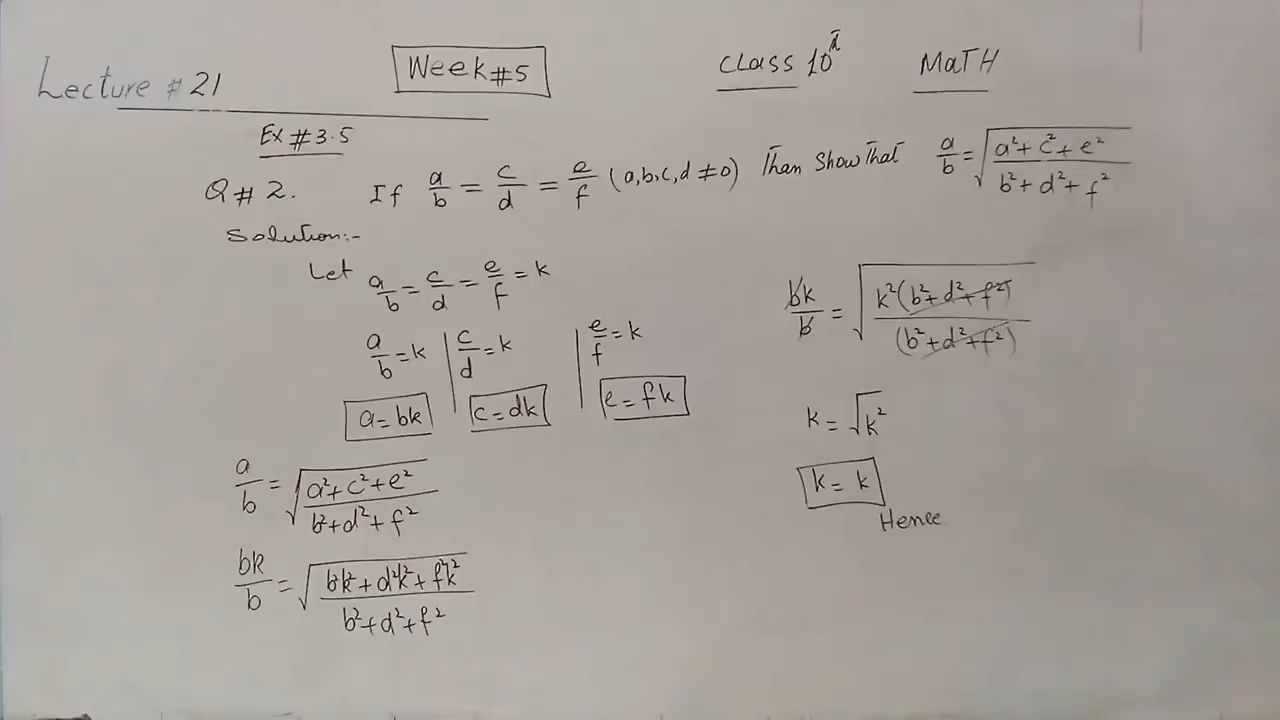 Lecture # 21 Week #5 Class 10th MaTH
Ex # 3.5
Q # 2. If a/b = c/d = e/f (a,b,c,d ≠ 0) Than Show That a/b = √((a²+c²+e²)/(b²+d²+f²))
Solution:-
Let a/b = c/d = e/f = k
a/b = k | c/d = k | e/f = k
a = bk | c = dk | e = fk
a/b = √((a²+c²+e²)/(b²+d²+f²))
bk/b = √((b²k²+d²k²+f²k²)/(b²+d²+f²))
bk/b = √(k²(b²+d²+f²)/(b²+d²+f²))
k = √k²
k = k
Hence